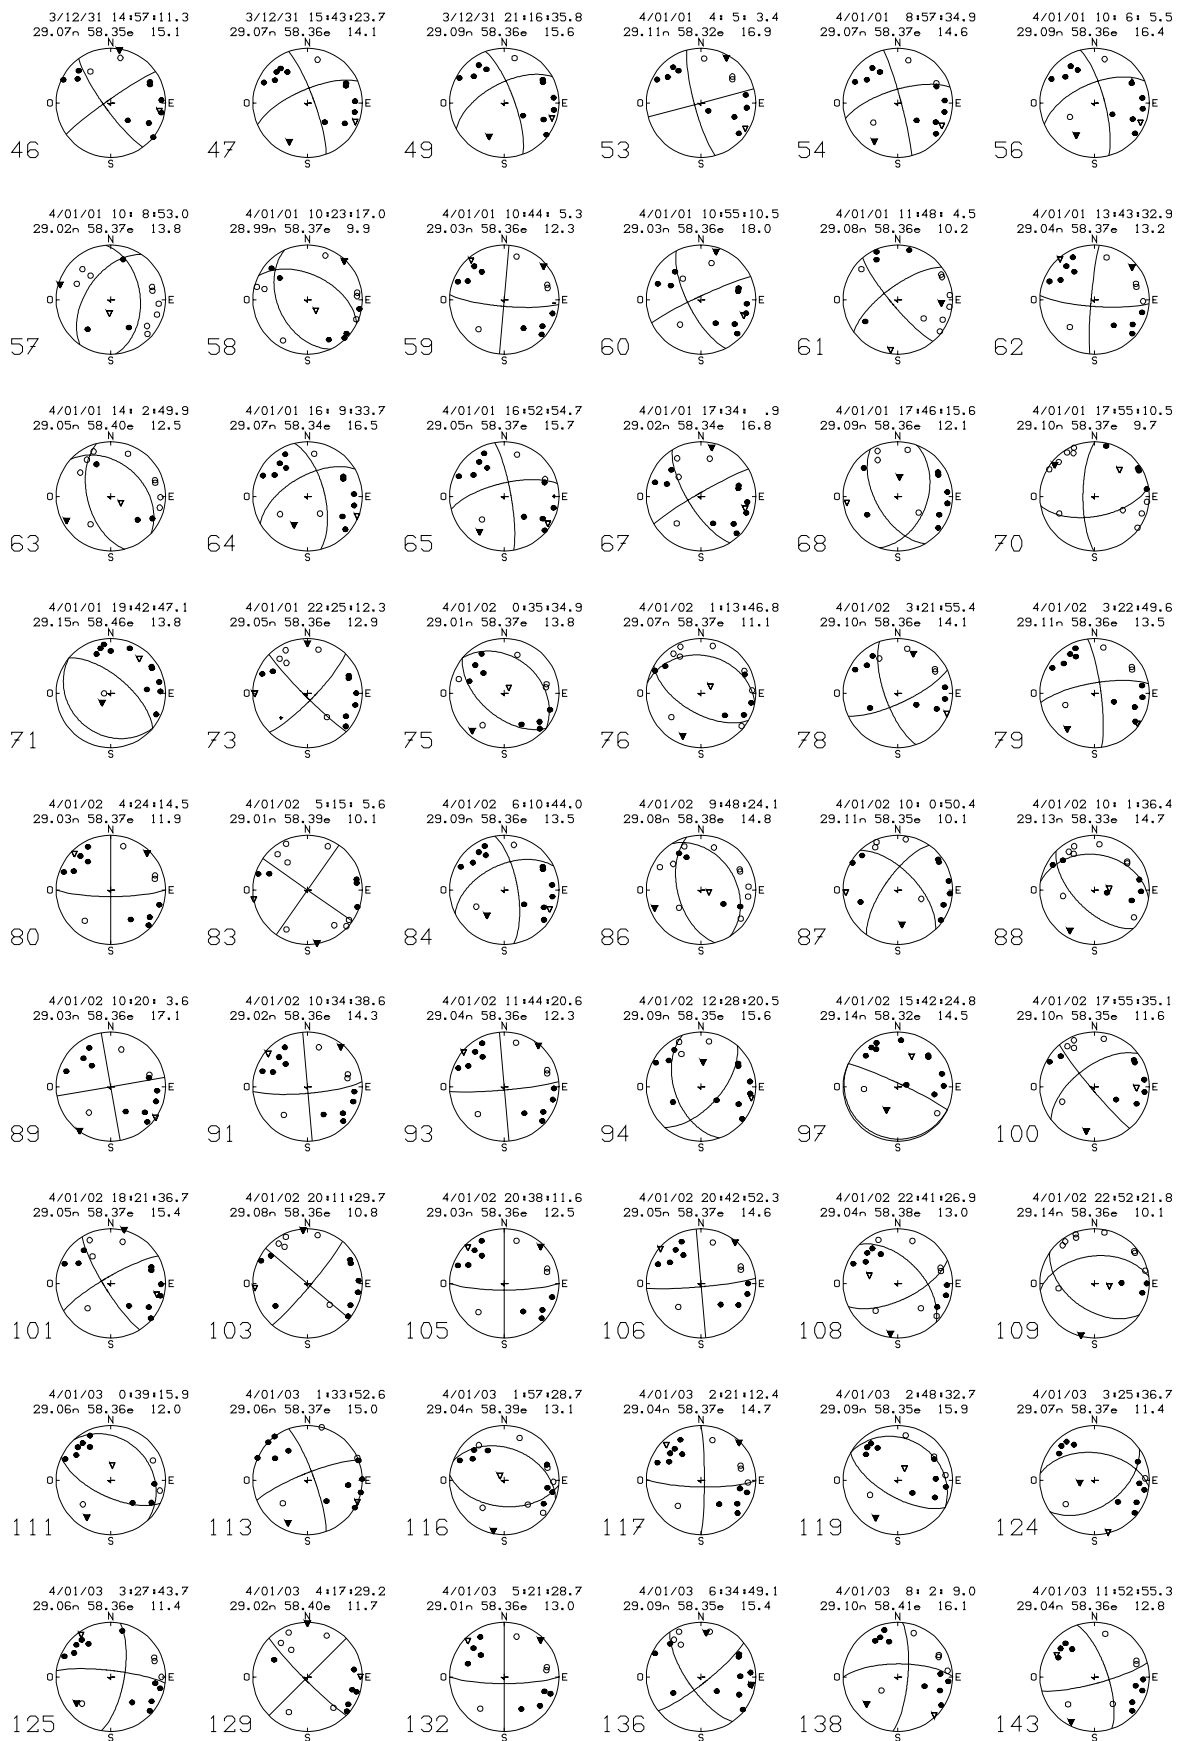 3/12/31 14:57:11.3
29.07n 58.35e 15.1
N
O E
S
46
3/12/31 15:43:23.7
29.07n 58.36e 14.1
N
O E
S
47
3/12/31 21:16:35.8
29.09n 58.36e 15.6
N
O E
S
49
4/01/01 4: 5: 3.4
29.11n 58.32e 16.9
N
O E
S
53
4/01/01 8:57:34.9
29.07n 58.37e 14.6
N
O E
S
54
4/01/01 10: 6: 5.5
29.09n 58.36e 16.4
N
O E
S
56
4/01/01 10: 8:53.0
29.02n 58.37e 13.8
N
O E
S
57
4/01/01 10:23:17.0
28.99n 58.37e 9.9
N
O E
S
58
4/01/01 10:44: 5.3
29.03n 58.36e 12.3
N
O E
S
59
4/01/01 10:55:10.5
29.03n 58.36e 18.0
N
O E
S
60
4/01/01 11:48: 4.5
29.08n 58.36e 10.2
N
O E
S
61
4/01/01 13:43:32.9
29.04n 58.37e 13.2
N
O E
S
62
4/01/01 14: 2:49.9
29.05n 58.40e 12.5
N
O E
S
63
4/01/01 16: 9:33.7
29.07n 58.34e 16.5
N
O E
S
64
4/01/01 16:52:54.7
29.05n 58.37e 15.7
N
O E
S
65
4/01/01 17:34: .9
29.02n 58.34e 16.8
N
O E
S
67
4/01/01 17:46:15.6
29.09n 58.36e 12.1
N
O E
S
68
4/01/01 17:55:10.5
29.10n 58.37e 9.7
N
O E
S
70
4/01/01 19:42:47.1
29.15n 58.46e 13.8
N
O E
S
71
4/01/01 22:25:12.3
29.05n 58.36e 12.9
N
O E
S
73
4/01/02 0:35:34.9
29.01n 58.37e 13.8
N
O E
S
75
4/01/02 1:13:46.8
29.07n 58.37e 11.1
N
O E
S
76
4/01/02 3:21:55.4
29.10n 58.36e 14.1
N
O E
S
78
4/01/02 3:22:49.6
29.11n 58.36e 13.5
N
O E
S
79
4/01/02 4:24:14.5
29.03n 58.37e 11.9
N
O E
S
80
4/01/02 5:15: 5.6
29.01n 58.39e 10.1
N
O E
S
83
4/01/02 6:10:44.0
29.09n 58.36e 13.5
N
O E
S
84
4/01/02 9:48:24.1
29.08n 58.38e 14.8
N
O E
S
86
4/01/02 10: 0:50.4
29.11n 58.35e 10.1
N
O E
S
87
4/01/02 10: 1:36.4
29.13n 58.33e 14.7
N
O E
S
88
4/01/02 10:20: 3.6
29.03n 58.36e 17.1
N
O E
S
89
4/01/02 10:34:38.6
29.02n 58.36e 14.3
N
O E
S
91
4/01/02 11:44:20.6
29.04n 58.36e 12.3
N
O E
S
93
4/01/02 12:28:20.5
29.09n 58.35e 15.6
N
O E
S
94
4/01/02 15:42:24.8
29.14n 58.32e 14.5
N
O E
S
97
4/01/02 17:55:35.1
29.10n 58.35e 11.6
N
O E
S
100
4/01/02 18:21:36.7
29.05n 58.37e 15.4
N
O E
S
101
4/01/02 20:11:29.7
29.08n 58.36e 10.8
N
O E
S
103
4/01/02 20:38:11.6
29.03n 58.36e 12.5
N
O E
S
105
4/01/02 20:42:52.3
29.05n 58.37e 14.6
N
O E
S
106
4/01/02 22:41:26.9
29.04n 58.38e 13.0
N
O E
S
108
4/01/02 22:52:21.8
29.14n 58.36e 10.1
N
O E
S
109
4/01/03 0:39:15.9
29.06n 58.36e 12.0
N
O E
S
111
4/01/03 1:33:52.6
29.06n 58.37e 15.0
N
O E
S
113
4/01/03 1:57:28.7
29.04n 58.39e 13.1
N
O E
S
116
4/01/03 2:21:12.4
29.04n 58.37e 14.7
N
O E
S
117
4/01/03 2:48:32.7
29.09n 58.35e 15.9
N
O E
S
119
4/01/03 3:25:36.7
29.07n 58.37e 11.4
N
O E
S
124
4/01/03 3:27:43.7
29.06n 58.36e 11.4
N
O E
S
125
4/01/03 4:17:29.2
29.02n 58.40e 11.7
N
O E
S
129
4/01/03 5:21:28.7
29.01n 58.36e 13.0
N
O E
S
132
4/01/03 6:34:49.1
29.09n 58.35e 15.4
N
O E
S
136
4/01/03 8: 2: 9.0
29.10n 58.41e 16.1
N
O E
S
138
4/01/03 11:52:55.3
29.04n 58.36e 12.8
N
O E
S
143